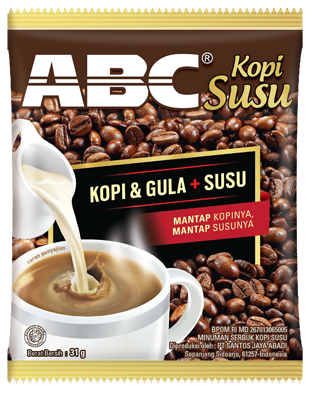 ABC®
Kopi
Susu
KOPI & GULA + SUSU
MANTAP KOPINYA,
MANTAP SUSUNYA
saran penyajian
Berat Bersih : 31 g
BPOM RI MD 267013065005
MINUMAN SERBUK KOPI SUSU
Diproduksi oleh : PT SANTOS JAYA ABADI
Sepanjang Sidoarjo, 61257-Indonesia